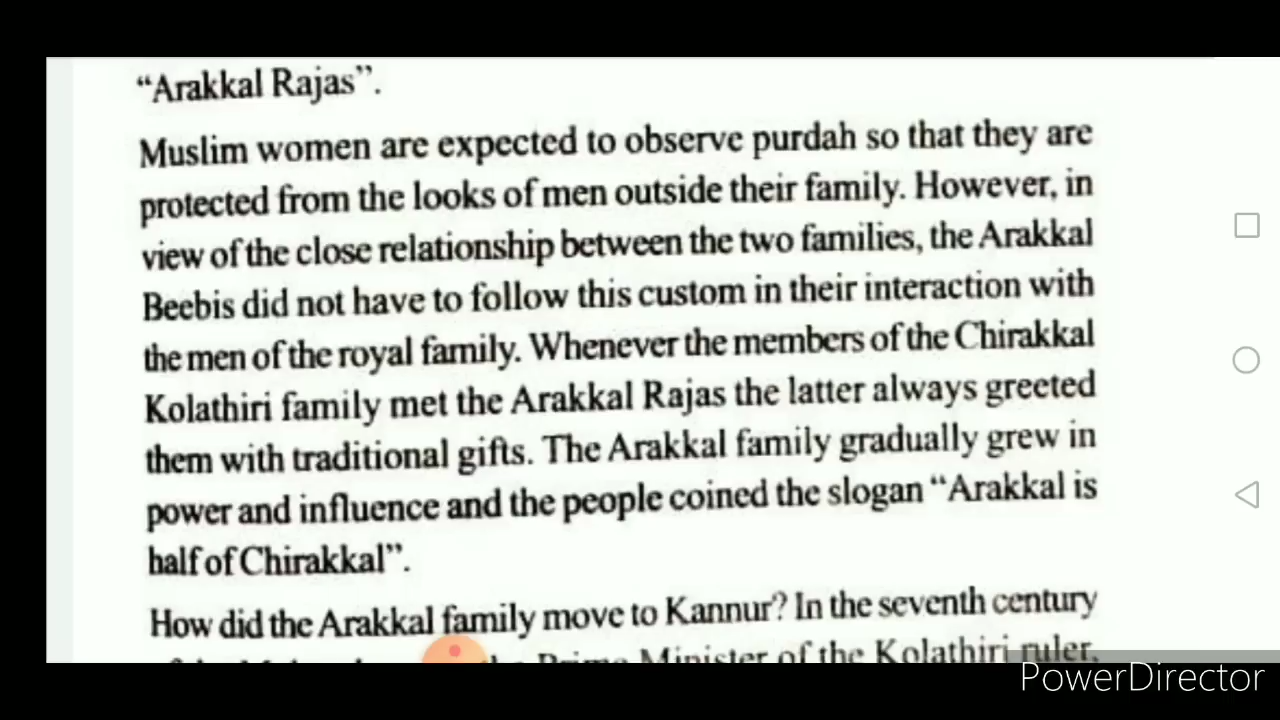 “Arakkal Rajas”.
Muslim women are expected to observe purdah so that they are
protected from the looks of men outside their family. However, in
view of the close relationship between the two families, the Arakkal
Beebis did not have to follow this custom in their interaction with
the men of the royal family. Whenever the members of the Chirakkal
Kolathiri family met the Arakkal Rajas the latter always greeted
them with traditional gifts. The Arakkal family gradually grew in
power and influence and the people coined the slogan “Arakkal is
half of Chirakkal”.
How did the Arakkal family move to Kannur? In the seventh century
Prime Minister of the Kolathiri ruler,
PowerDirector